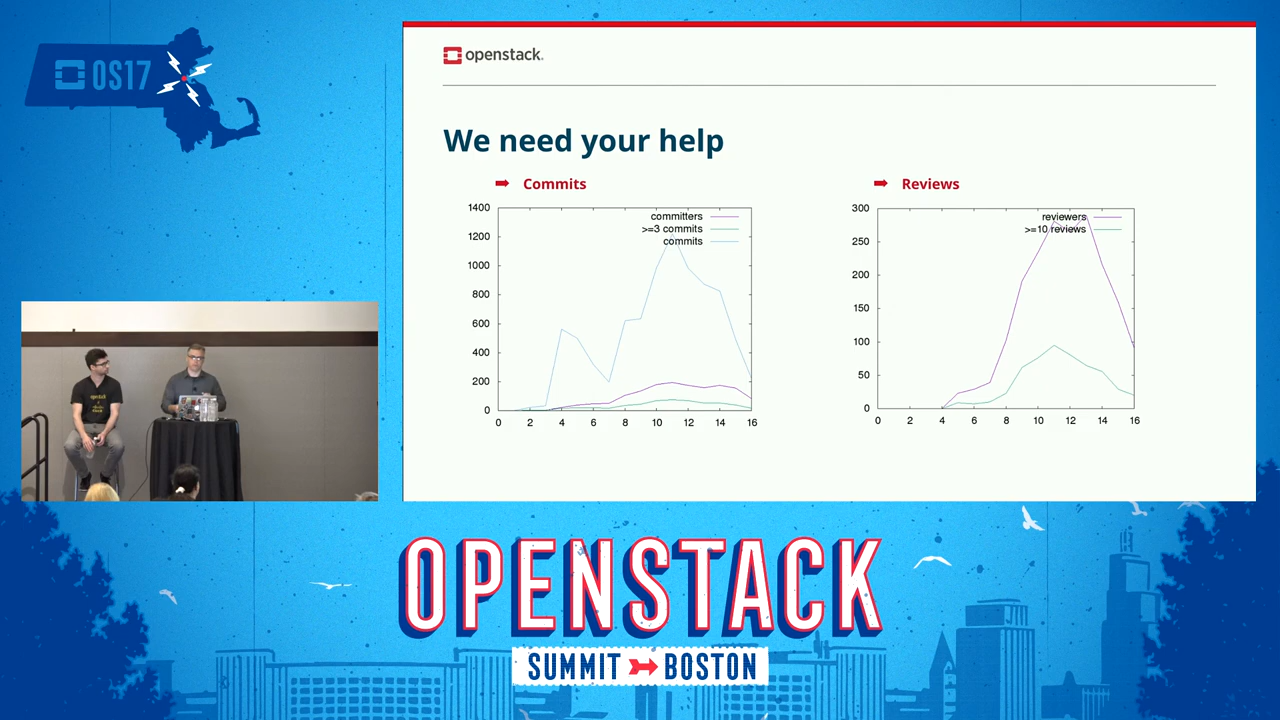 OS17
openstack.
We need your help
Commits
Reviews
1400
1200
1000
800
600
400
200
0
0 2 4 6 8 10 12 14 16
committers
>=3 commits
commits
300
250
200
150
100
50
0
0 2 4 6 8 10 12 14 16
reviewers
>=10 reviews
OPENSTACK
SUMMIT BOSTON